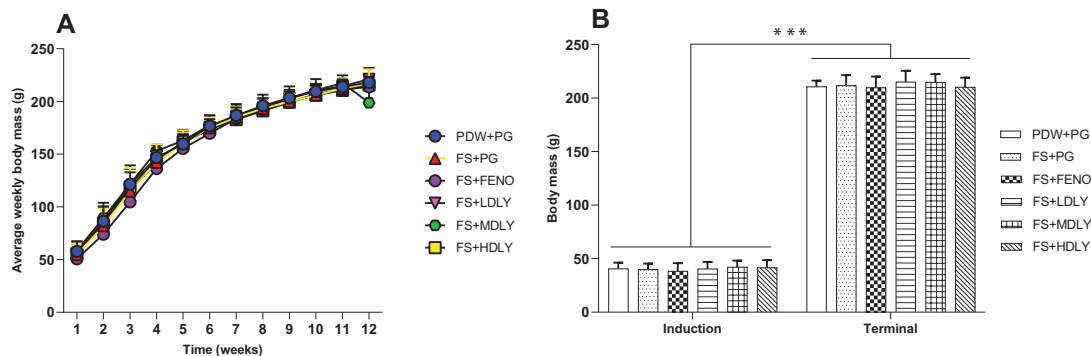 A
Average weekly body mass (g)
250
200
150
100
50
0
1 2 3 4 5 6 7 8 9 10 11 12
Time (weeks)
PDW+PG
FS+PG
FS+FENO
FS+LDLY
FS+MDLY
FS+HDLY
B
***
Body mass (g)
250
200
150
100
50
0
Induction Terminal
PDW+PG
FS+PG
FS+FENO
FS+LDLY
FS+MDLY
FS+HDLY